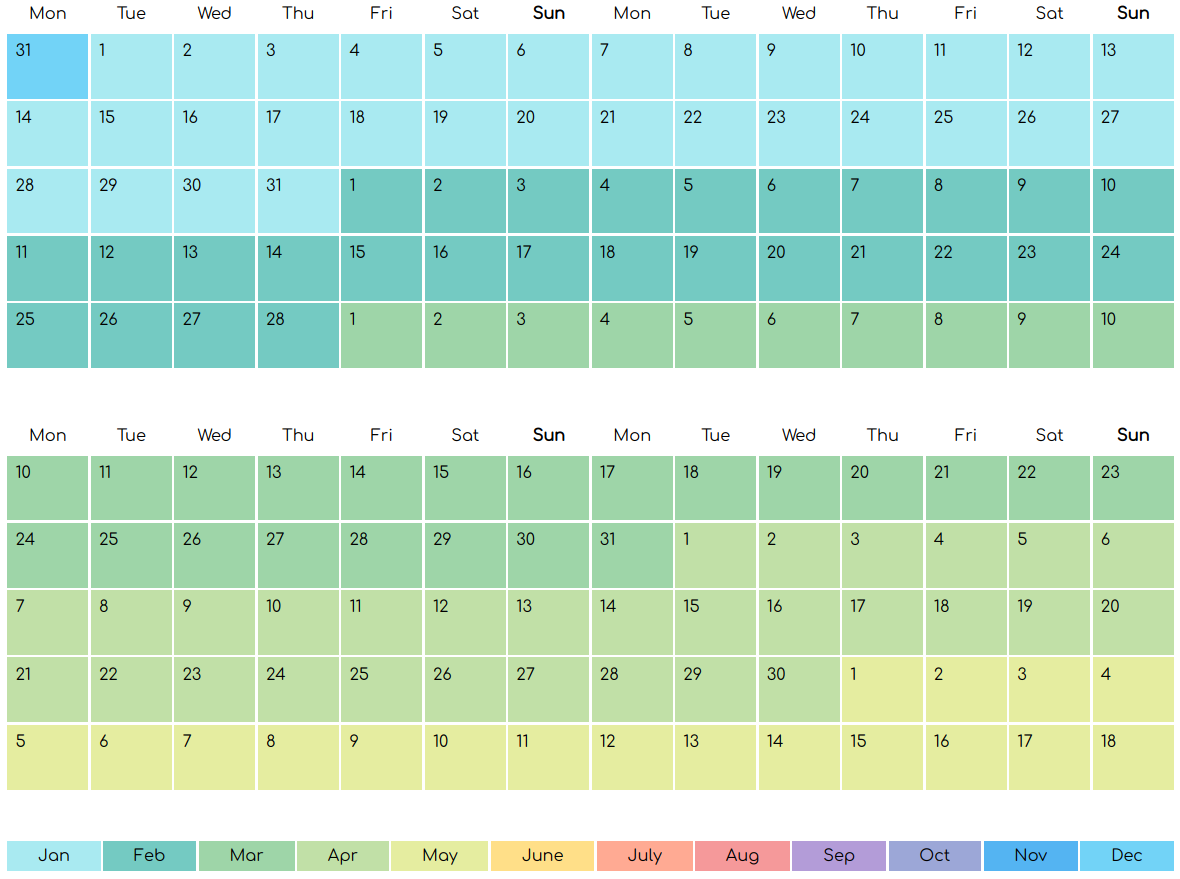 Mon Tue Wed Thu Fri Sat Sun Mon Tue Wed Thu Fri Sat Sun
31 1 2 3 4 5 6 7 8 9 10 11 12 13
14 15 16 17 18 19 20 21 22 23 24 25 26 27
28 29 30 31 1 2 3 4 5 6 7 8 9 10
11 12 13 14 15 16 17 18 19 20 21 22 23 24
25 26 27 28 1 2 3 4 5 6 7 8 9 10
Mon Tue Wed Thu Fri Sat Sun Mon Tue Wed Thu Fri Sat Sun
10 11 12 13 14 15 16 17 18 19 20 21 22 23
24 25 26 27 28 29 30 31 1 2 3 4 5 6
7 8 9 10 11 12 13 14 15 16 17 18 19 20
21 22 23 24 25 26 27 28 29 30 1 2 3 4
5 6 7 8 9 10 11 12 13 14 15 16 17 18
Jan Feb Mar Apr May June July Aug Sep Oct Nov Dec